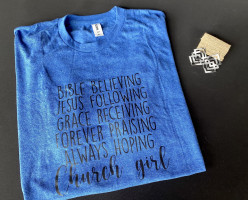 BIBLE BELIEVING
JESUS FOLLOWING
GRACE RECEIVING
FOREVER PRAISING
ALWAYS HOPING
Church girl